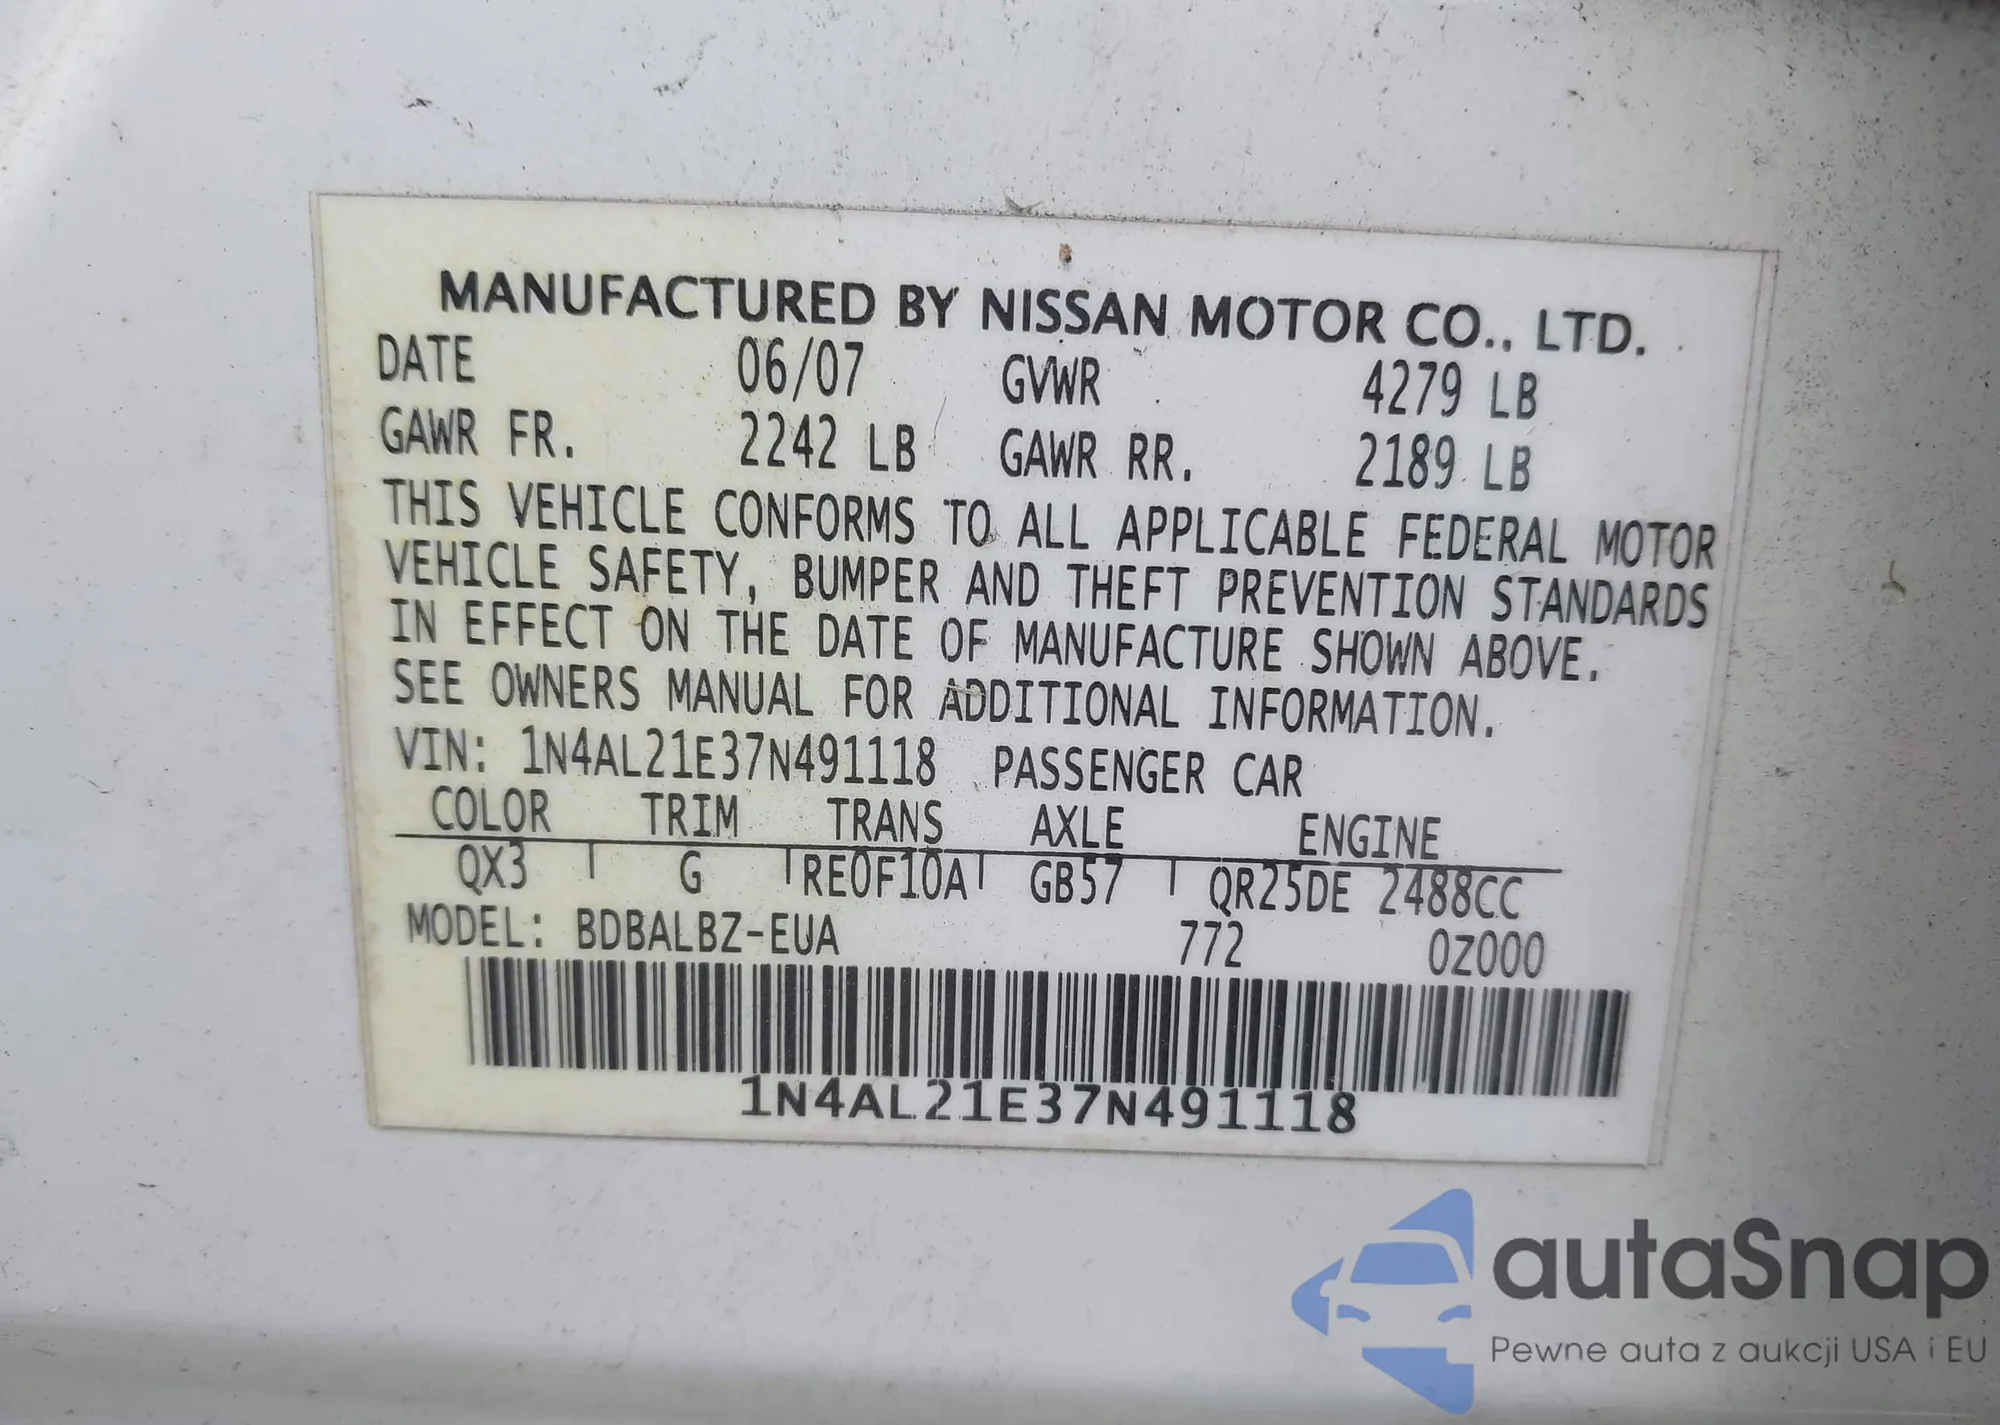 MANUFACTURED BY NISSAN MOTOR CO., LTD.
DATE 06/07 GVWR 4279 LB
GAWR FR. 2242 LB GAWR RR. 2189 LB
THIS VEHICLE CONFORMS TO ALL APPLICABLE FEDERAL MOTOR
VEHICLE SAFETY, BUMPER AND THEFT PREVENTION STANDARDS
IN EFFECT ON THE DATE OF MANUFACTURE SHOWN ABOVE.
SEE OWNERS MANUAL FOR ADDITIONAL INFORMATION.
VIN: 1N4AL21E37N491118 PASSENGER CAR
COLOR TRIM TRANS AXLE ENGINE
QX3 G RE0F10A GB57 QR25DE 2488CC
MODEL: BDBALBZ-EUA 772 0Z000
1N4AL21E37N491118
autaSnap
Pewne auta z aukcji USA i EU